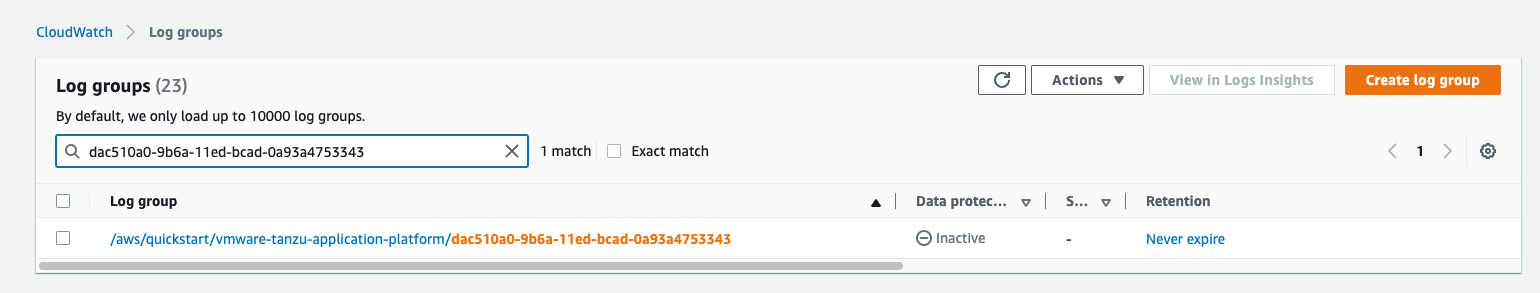 CloudWatch > Log groups
Log groups (23)
Actions
View in Logs Insights
Create log group
By default, we only load up to 10000 log groups.
dac510a0-9b6a-11ed-bcad-0a93a4753343
1 match
Exact match
1
Log group
Data protec...
S...
Retention
/aws/quickstart/vmware-tanzu-application-platform/dac510a0-9b6a-11ed-bcad-0a93a4753343
Inactive
-
Never expire